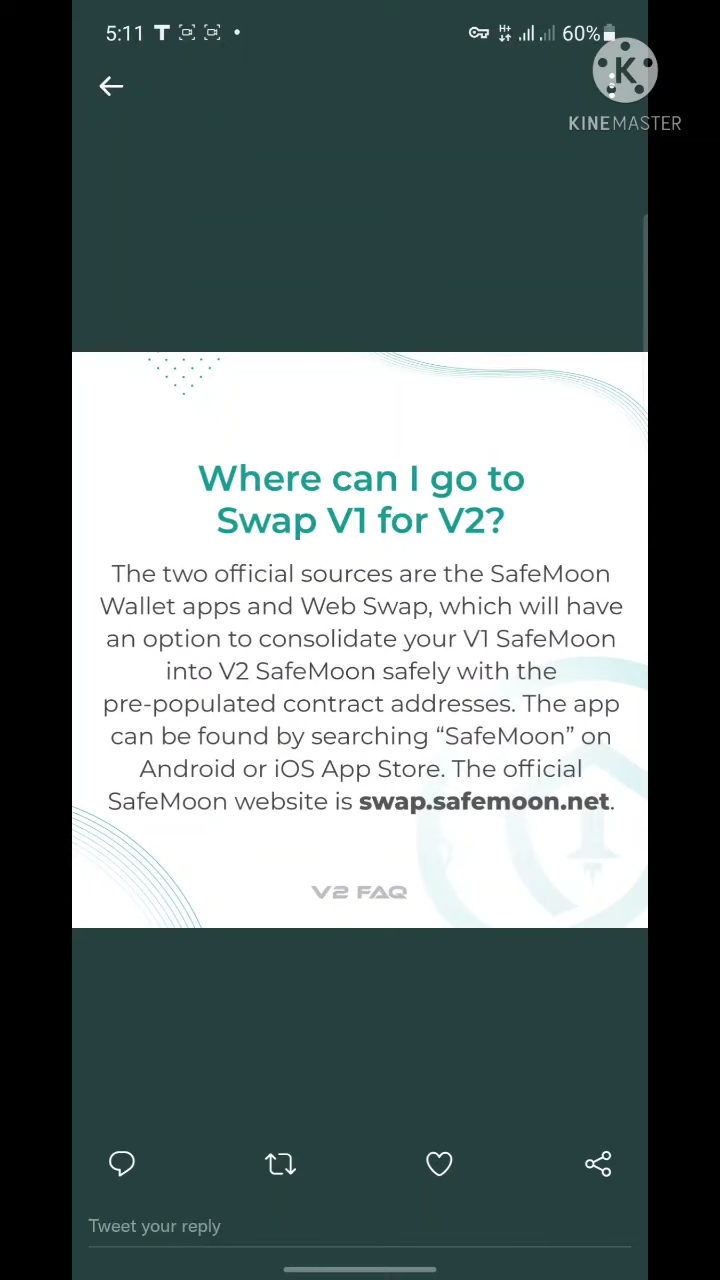 5:11 T 60%
K
KINEMASTER
Where can I go to
Swap V1 for V2?
The two official sources are the SafeMoon
Wallet apps and Web Swap, which will have
an option to consolidate your V1 SafeMoon
into V2 SafeMoon safely with the
pre-populated contract addresses. The app
can be found by searching “SafeMoon” on
Android or iOS App Store. The official
SafeMoon website is swap.safemoon.net.
V2 FAQ
Tweet your reply